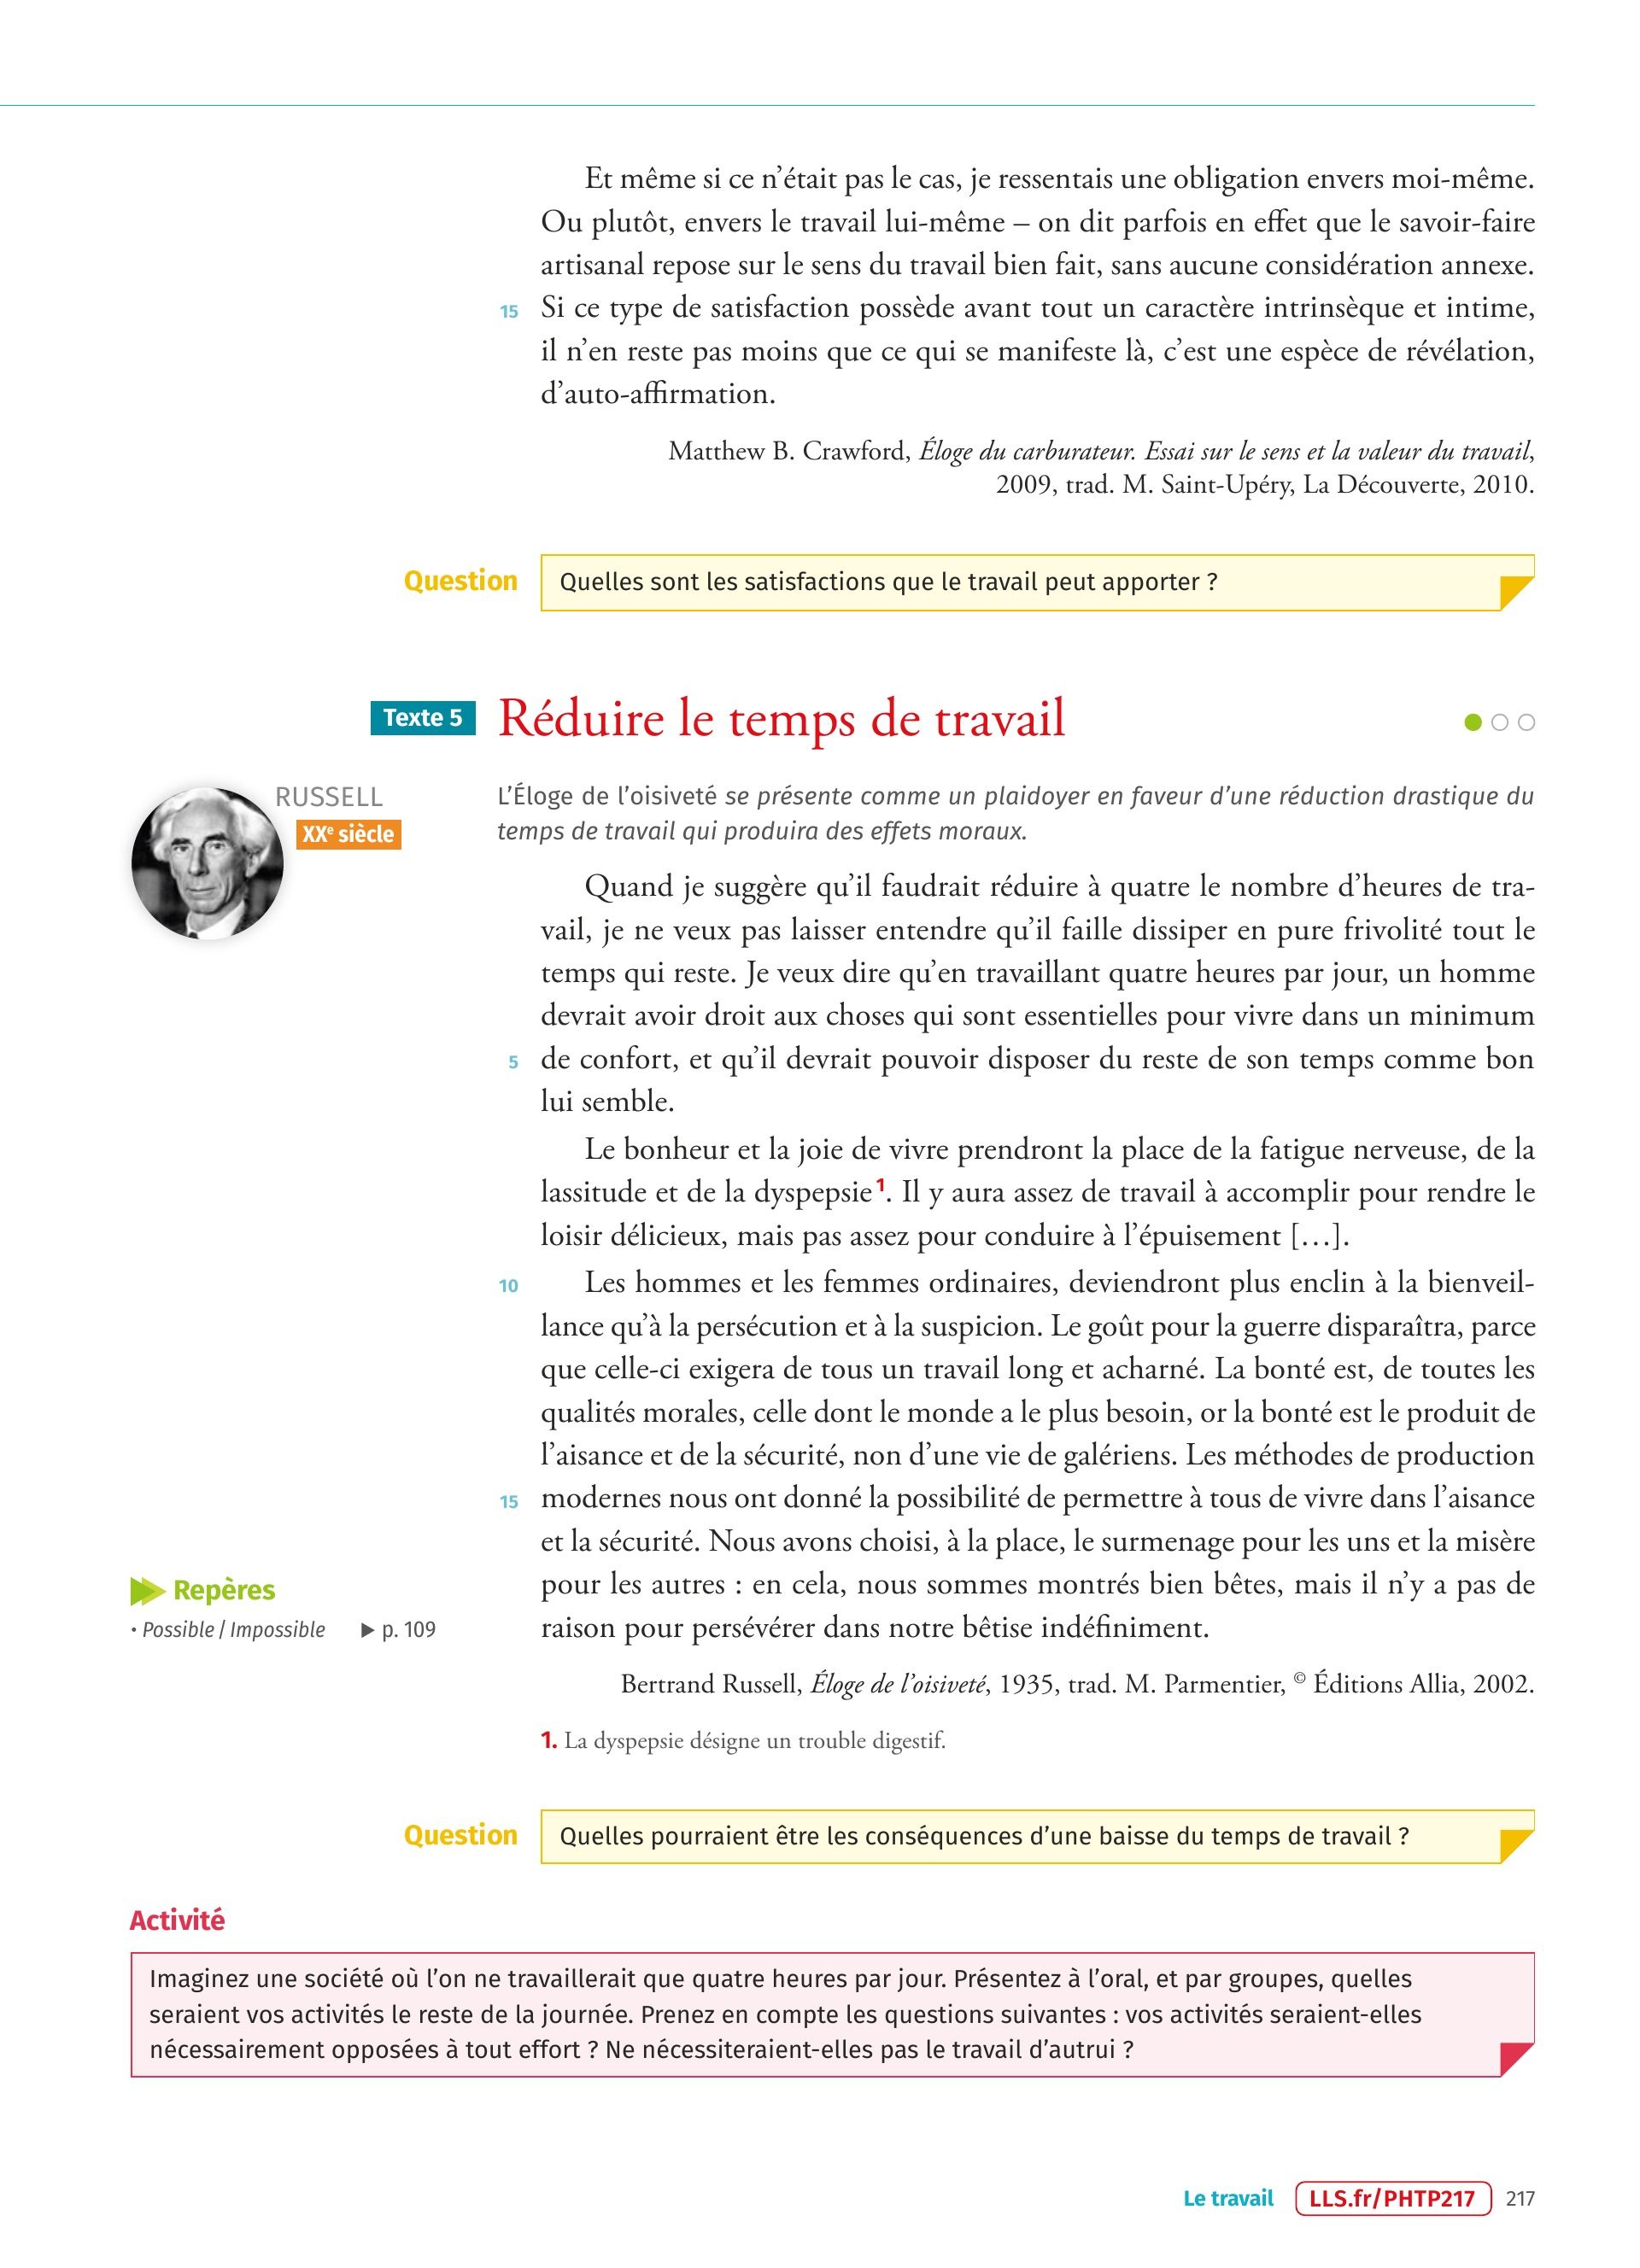 Et même si ce n’était pas le cas, je ressentais une obligation envers moi-même.
Ou plutôt, envers le travail lui-même – on dit parfois en effet que le savoir-faire
artisanal repose sur le sens du travail bien fait, sans aucune considération annexe.
15 Si ce type de satisfaction possède avant tout un caractère intrinsèque et intime,
il n’en reste pas moins que ce qui se manifeste là, c’est une espèce de révélation,
d’auto-affirmation.
Matthew B. Crawford, Éloge du carburateur. Essai sur le sens et la valeur du travail,
2009, trad. M. Saint-Upéry, La Découverte, 2010.
Question Quelles sont les satisfactions que le travail peut apporter ?
Texte 5 Réduire le temps de travail
RUSSELL
XXe siècle
L’Éloge de l’oisiveté se présente comme un plaidoyer en faveur d’une réduction drastique du
temps de travail qui produira des effets moraux.
Quand je suggère qu’il faudrait réduire à quatre le nombre d’heures de tra-
vail, je ne veux pas laisser entendre qu’il faille dissiper en pure frivolité tout le
temps qui reste. Je veux dire qu’en travaillant quatre heures par jour, un homme
devrait avoir droit aux choses qui sont essentielles pour vivre dans un minimum
5 de confort, et qu’il devrait pouvoir disposer du reste de son temps comme bon
lui semble.
Le bonheur et la joie de vivre prendront la place de la fatigue nerveuse, de la
lassitude et de la dyspepsie1. Il y aura assez de travail à accomplir pour rendre le
loisir délicieux, mais pas assez pour conduire à l’épuisement […].
10 Les hommes et les femmes ordinaires, deviendront plus enclin à la bienveil-
lance qu’à la persécution et à la suspicion. Le goût pour la guerre disparaîtra, parce
que celle-ci exigera de tous un travail long et acharné. La bonté est, de toutes les
qualités morales, celle dont le monde a le plus besoin, or la bonté est le produit de
l’aisance et de la sécurité, non d’une vie de galériens. Les méthodes de production
15 modernes nous ont donné la possibilité de permettre à tous de vivre dans l’aisance
et la sécurité. Nous avons choisi, à la place, le surmenage pour les uns et la misère
pour les autres : en cela, nous sommes montrés bien bêtes, mais il n’y a pas de
raison pour persévérer dans notre bêtise indéfiniment.
Repères
• Possible / Impossible ▶ p. 109
Bertrand Russell, Éloge de l’oisiveté, 1935, trad. M. Parmentier, © Éditions Allia, 2002.
1. La dyspepsie désigne un trouble digestif.
Question Quelles pourraient être les conséquences d’une baisse du temps de travail ?
Activité
Imaginez une société où l’on ne travaillerait que quatre heures par jour. Présentez à l’oral, et par groupes, quelles
seraient vos activités le reste de la journée. Prenez en compte les questions suivantes : vos activités seraient-elles
nécessairement opposées à tout effort ? Ne nécessiteraient-elles pas le travail d’autrui ?
Le travail LLS.fr/PHTP217 217